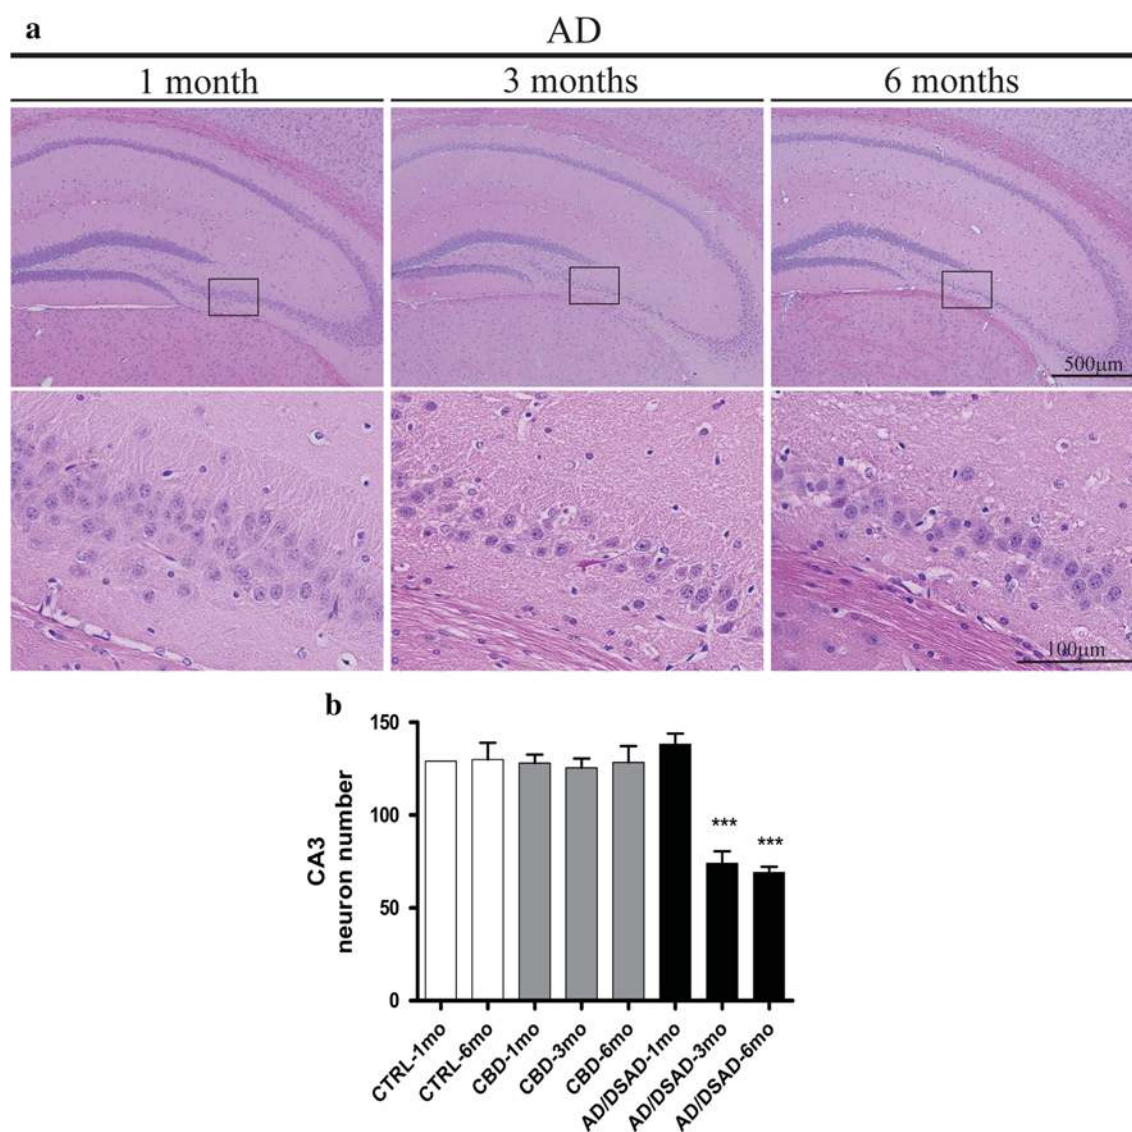 a
AD
1 month
3 months
6 months
500μm
100μm
b
CA3
neuron number
150
100
50
0
***
***
CTRL-1mo
CTRL-6mo
CBD-1mo
CBD-3mo
CBD-6mo
AD/DSAD-1mo
AD/DSAD-3mo
AD/DSAD-6mo